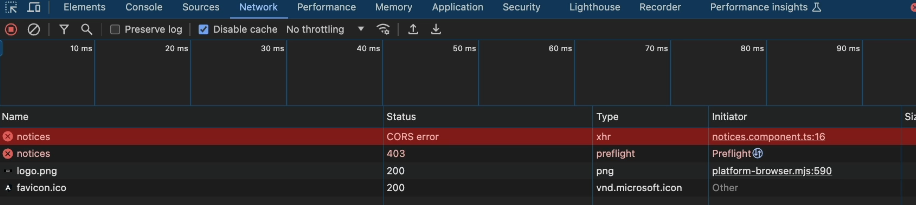 Elements Console Sources Network Performance Memory Application Security Lighthouse Recorder Performance insights
Preserve log Disable cache No throttling
10 ms 20 ms 30 ms 40 ms 50 ms 60 ms 70 ms 80 ms 90 ms
Name Status Type Initiator Siz
notices CORS error xhr notices.component.ts:16
notices 403 preflight Preflight
logo.png 200 png platform-browser.mjs:590
favicon.ico 200 vnd.microsoft.icon Other